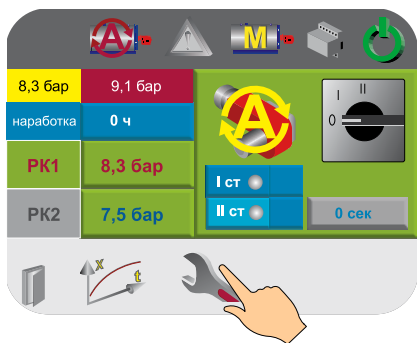 A M
8,3 бар 9,1 бар
наработка 0 ч
A
I II
0
РК1 8,3 бар
I ст
РК2 7,5 бар
II ст 0 сек
x
t